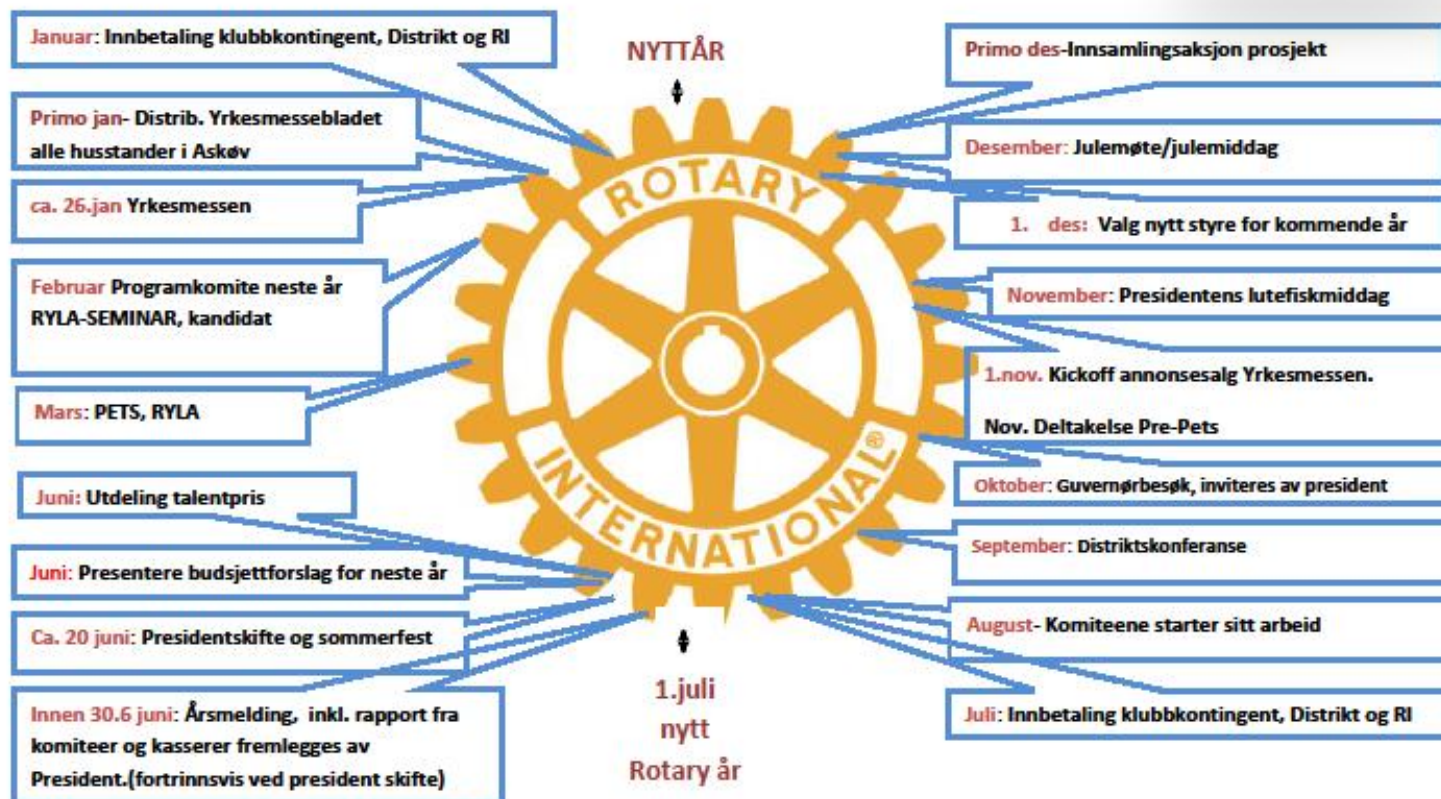 Januar: Innbetaling klubbkontingent, Distrikt og RI
Primo jan- Distrib. Yrkesmessebladet
alle husstander i Askøv
ca. 26.jan Yrkesmessen
Februar Programkomite neste år
RYLA-SEMINAR, kandidat
Mars: PETS, RYLA
Juni: Utdeling talentpris
Juni: Presentere budsjettforslag for neste år
Ca. 20 juni: Presidentskifte og sommerfest
Innen 30.6 juni: Årsmelding, inkl. rapport fra
komiteer og kasserer fremlegges av
President.(fortrinnsvis ved president skifte)
NYTTÅR
ROTARY
INTERNATIONAL®
1.juli
nytt
Rotary år
Primo des-Innsamlingsaksjon prosjekt
Desember: Julemøte/julemiddag
1. des: Valg nytt styre for kommende år
November: Presidentens lutefiskmiddag
1.nov. Kickoff annonsesalg Yrkesmessen.
Nov. Deltakelse Pre-Pets
Oktober: Guvernørbesøk, inviteres av president
September: Distriktskonferanse
August- Komiteene starter sitt arbeid
Juli: Innbetaling klubbkontingent, Distrikt og RI